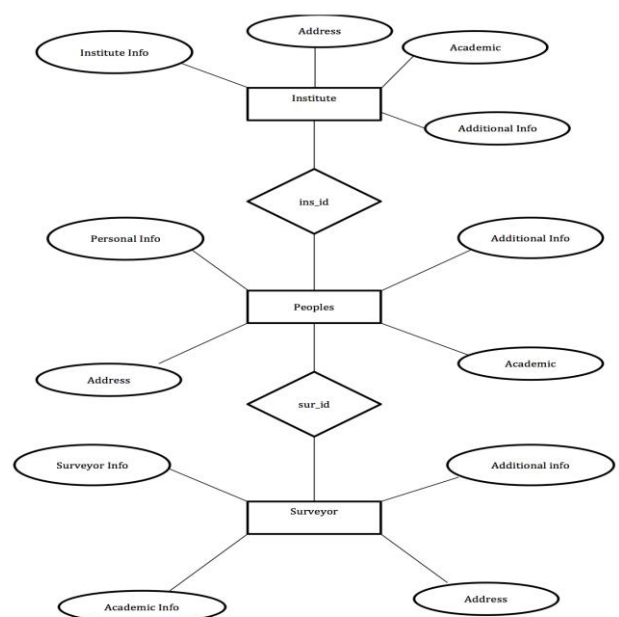 Address
Institute Info
Academic
Institute
Additional Info
ins_id
Personal Info
Additional Info
Peoples
Address
Academic
sur_id
Surveyor Info
Additional info
Surveyor
Academic Info
Address